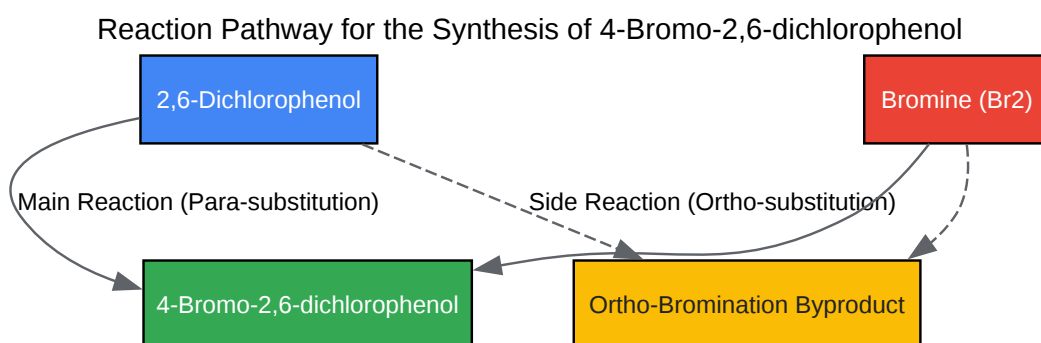 Reaction Pathway for the Synthesis of 4-Bromo-2,6-dichlorophenol
2,6-Dichlorophenol
Bromine (Br2)
Main Reaction (Para-substitution)
Side Reaction (Ortho-substitution)
4-Bromo-2,6-dichlorophenol
Ortho-Bromination Byproduct